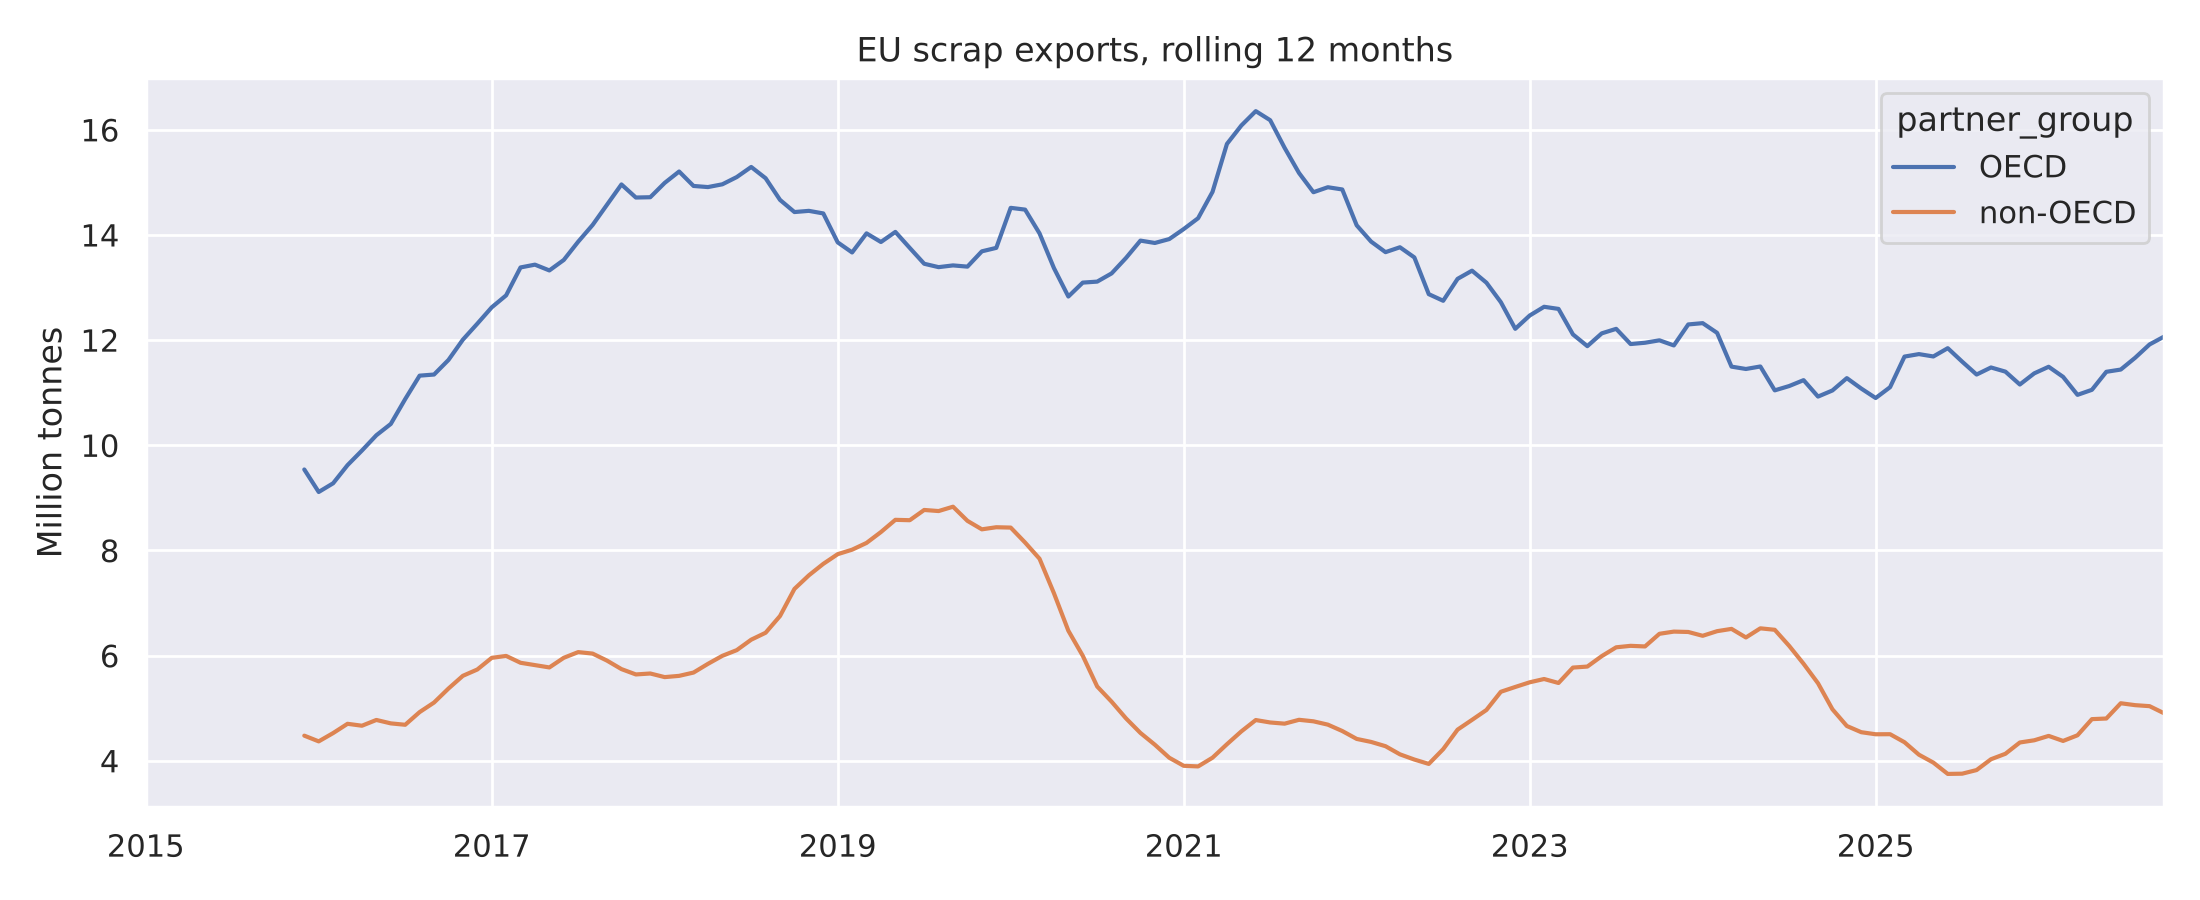 EU scrap exports, rolling 12 months
Million tonnes
16
14
12
10
8
6
4
2015
2017
2019
2021
2023
2025
partner_group
OECD
non-OECD